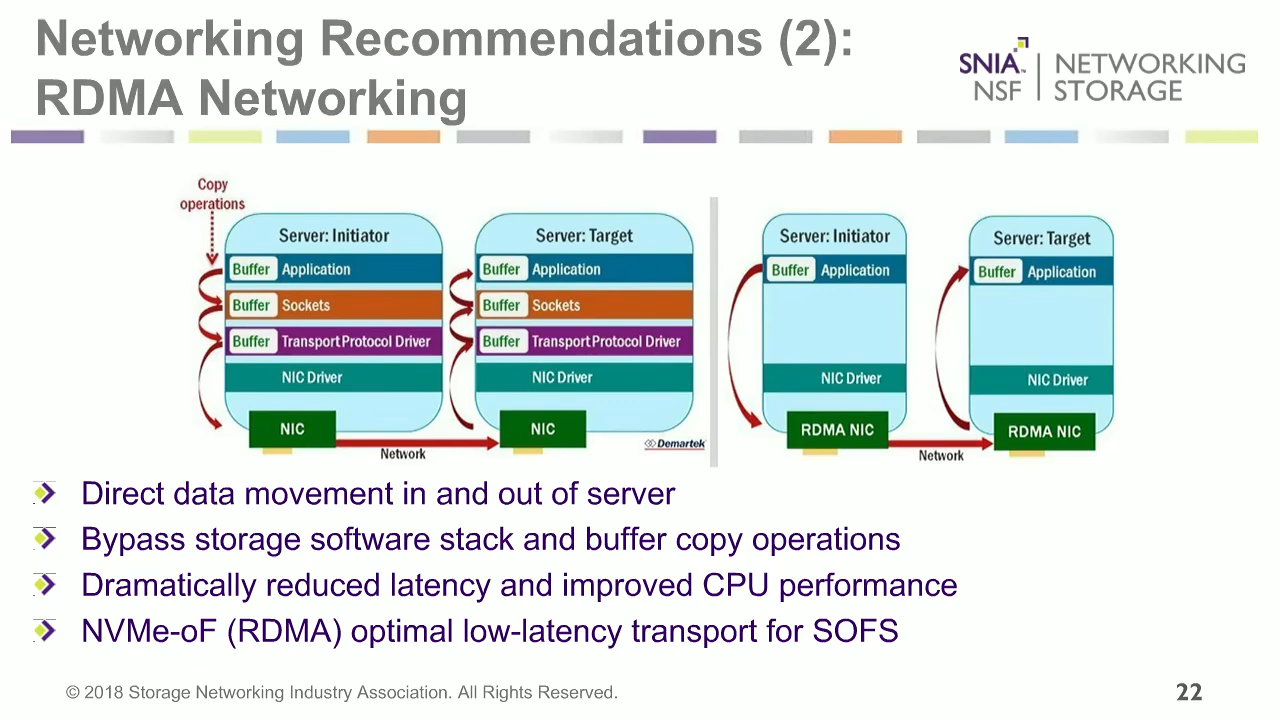 Networking Recommendations (2):
RDMA Networking
SNIA™ NSF | NETWORKING STORAGE
Copy operations
Server: Initiator
Buffer Application
Buffer Sockets
Buffer Transport Protocol Driver
NIC Driver
NIC
Network
Server: Target
Buffer Application
Buffer Sockets
Buffer Transport Protocol Driver
NIC Driver
NIC
Demartek
Server: Initiator
Buffer Application
NIC Driver
RDMA NIC
Network
Server: Target
Buffer Application
NIC Driver
RDMA NIC
Direct data movement in and out of server
Bypass storage software stack and buffer copy operations
Dramatically reduced latency and improved CPU performance
NVMe-oF (RDMA) optimal low-latency transport for SOFS
© 2018 Storage Networking Industry Association. All Rights Reserved.
22